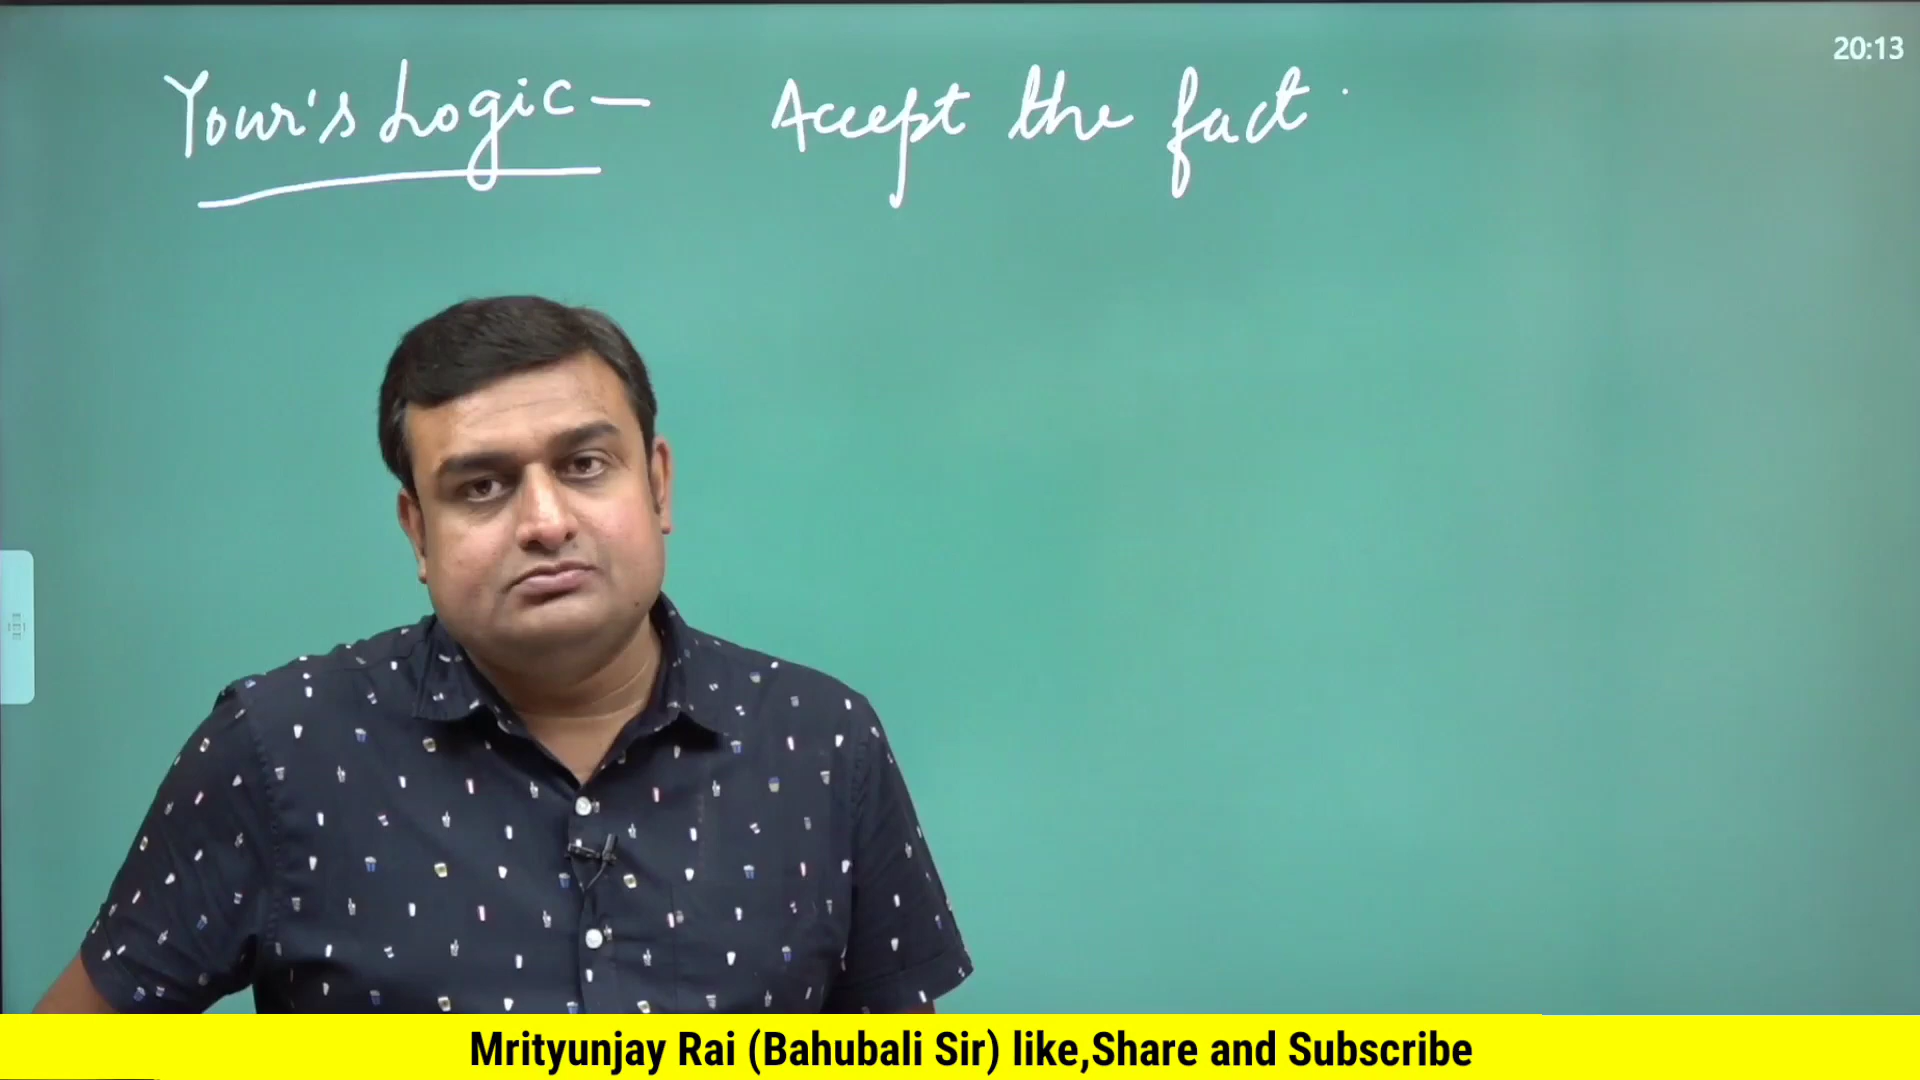 20:13
Your's Logic - Accept the fact.
Mrityunjay Rai (Bahubali Sir) like,Share and Subscribe